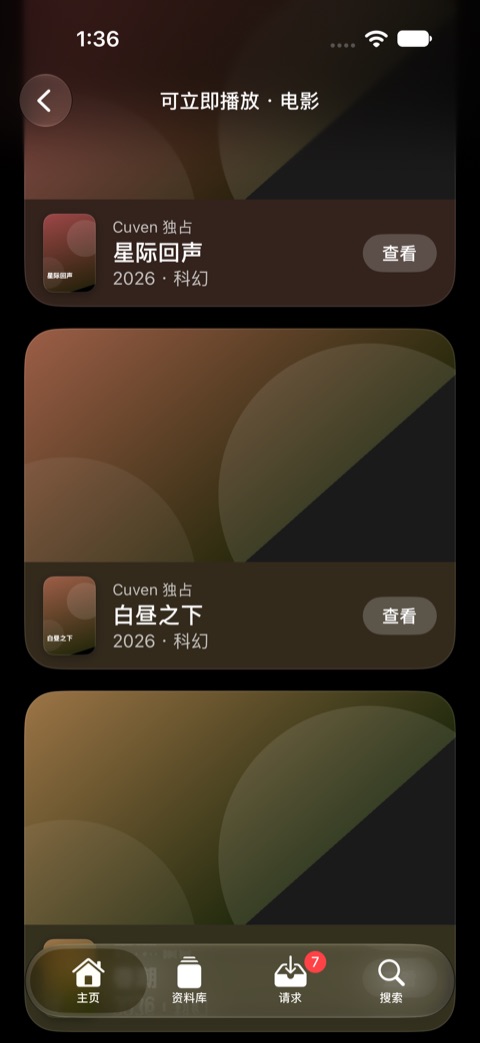 1:36
可立即播放 · 电影
星际回声
Cuven 独占
星际回声
2026 · 科幻
查看
白昼之下
Cuven 独占
白昼之下
2026 · 科幻
查看
7
主页
资料库
请求
搜索